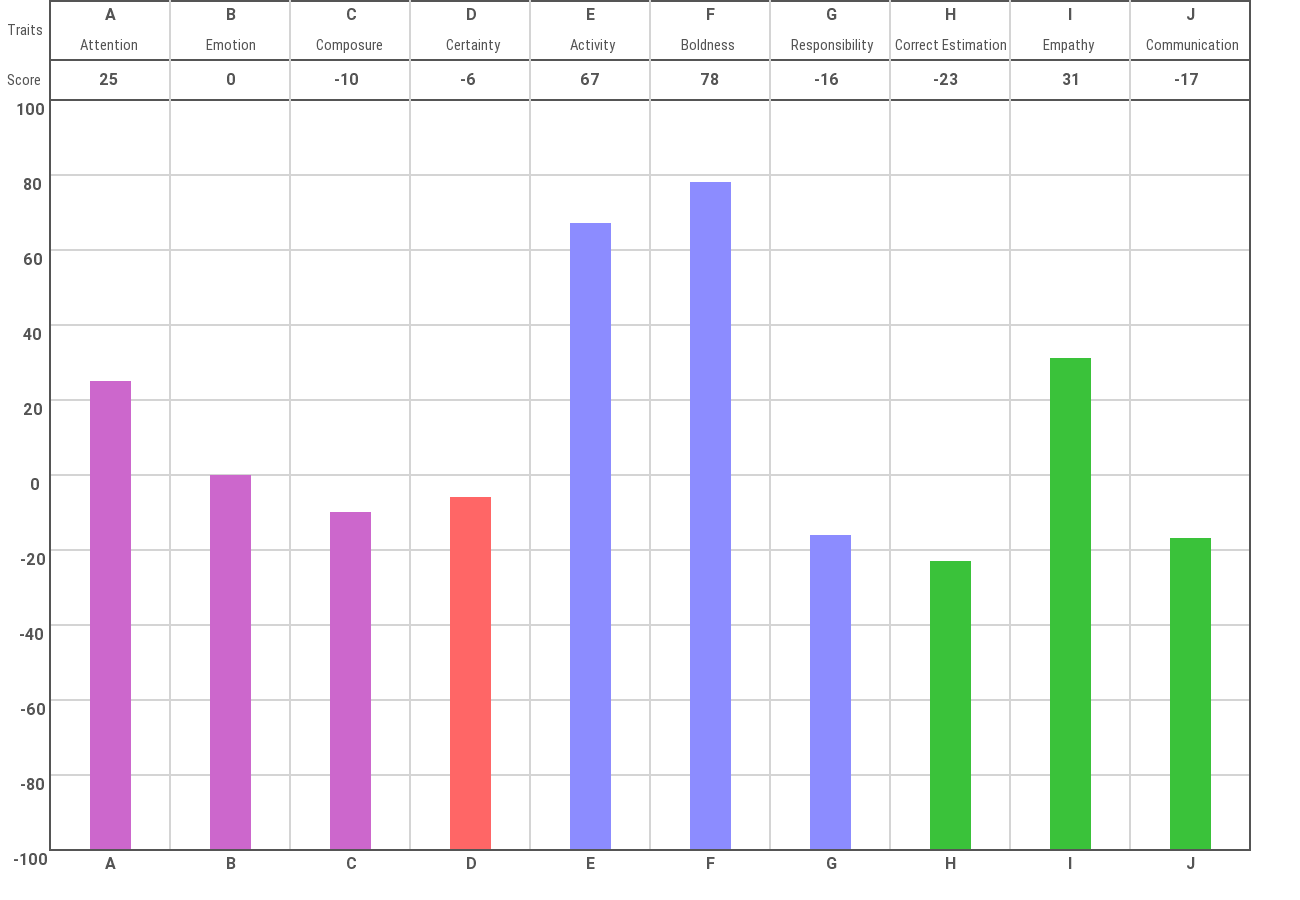 Traits A B C D E F G H I J
Attention Emotion Composure Certainty Activity Boldness Responsibility Correct Estimation Empathy Communication
Score 25 0 -10 -6 67 78 -16 -23 31 -17
100
80
60
40
20
0
-20
-40
-60
-80
-100
A B C D E F G H I J